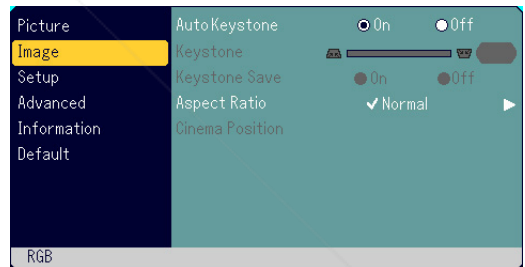 Picture
Image
Setup
Advanced
Information
Default
Auto Keystone On Off
Keystone
Keystone Save On Off
Aspect Ratio ✔ Normal
Cinema Position
RGB